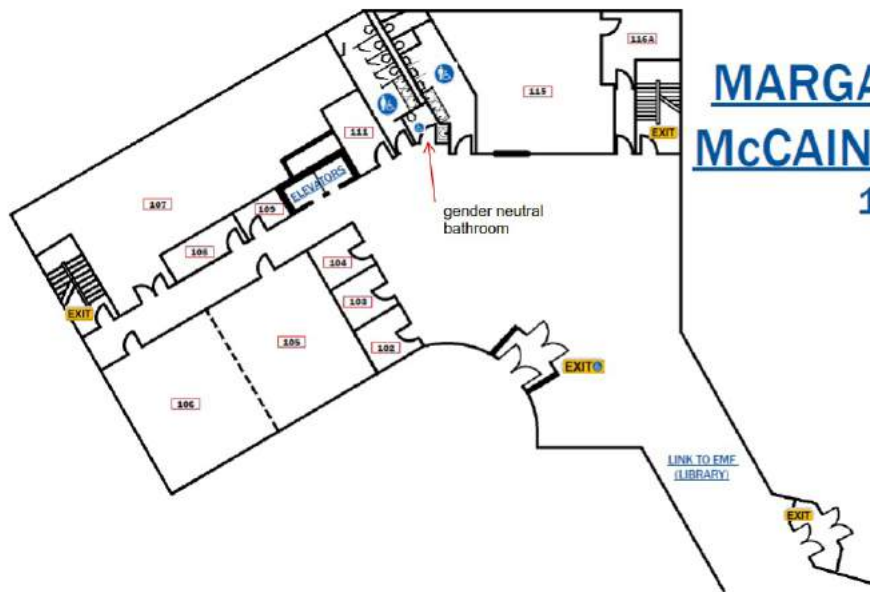 116A
MARGA
115
111
EXIT
McCAIN
ELEVATORS
1
107
109
gender neutral
bathroom
108
104
103
EXIT
105
102
EXIT
106
LINK TO EMF
(LIBRARY)
EXIT